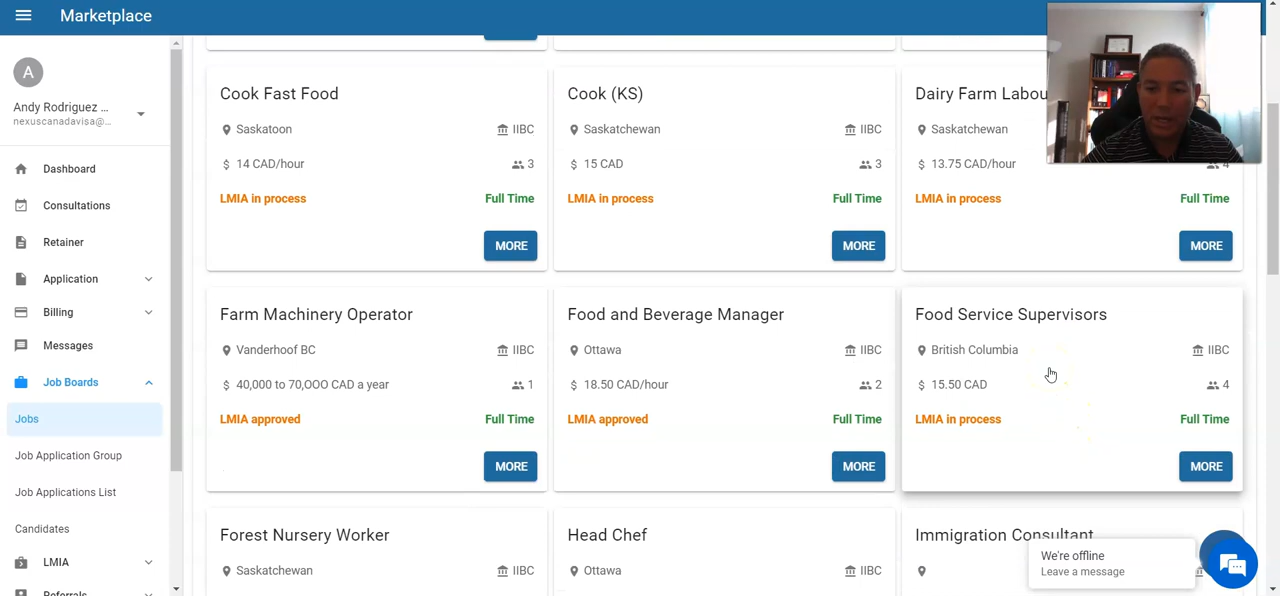 Marketplace
A
Andy Rodriguez ...
nexuscanadavisa@...
Dashboard
Consultations
Retainer
Application
Billing
Messages
Job Boards
Jobs
Job Application Group
Job Applications List
Candidates
LMIA
Referrals
Cook Fast Food
Saskatoon IIBC
$ 14 CAD/hour 3
LMIA in process Full Time
MORE
Cook (KS)
Saskatchewan IIBC
$ 15 CAD 3
LMIA in process Full Time
MORE
Dairy Farm Labou
Saskatchewan
$ 13.75 CAD/hour 4
LMIA in process Full Time
MORE
Farm Machinery Operator
Vanderhoof BC IIBC
$ 40,000 to 70,OOO CAD a year 1
LMIA approved Full Time
MORE
Food and Beverage Manager
Ottawa IIBC
$ 18.50 CAD/hour 2
LMIA approved Full Time
MORE
Food Service Supervisors
British Columbia IIBC
$ 15.50 CAD 4
LMIA in process Full Time
MORE
Forest Nursery Worker
Saskatchewan IIBC
Head Chef
Ottawa IIBC
Immigration Consultant
We're offline
Leave a message